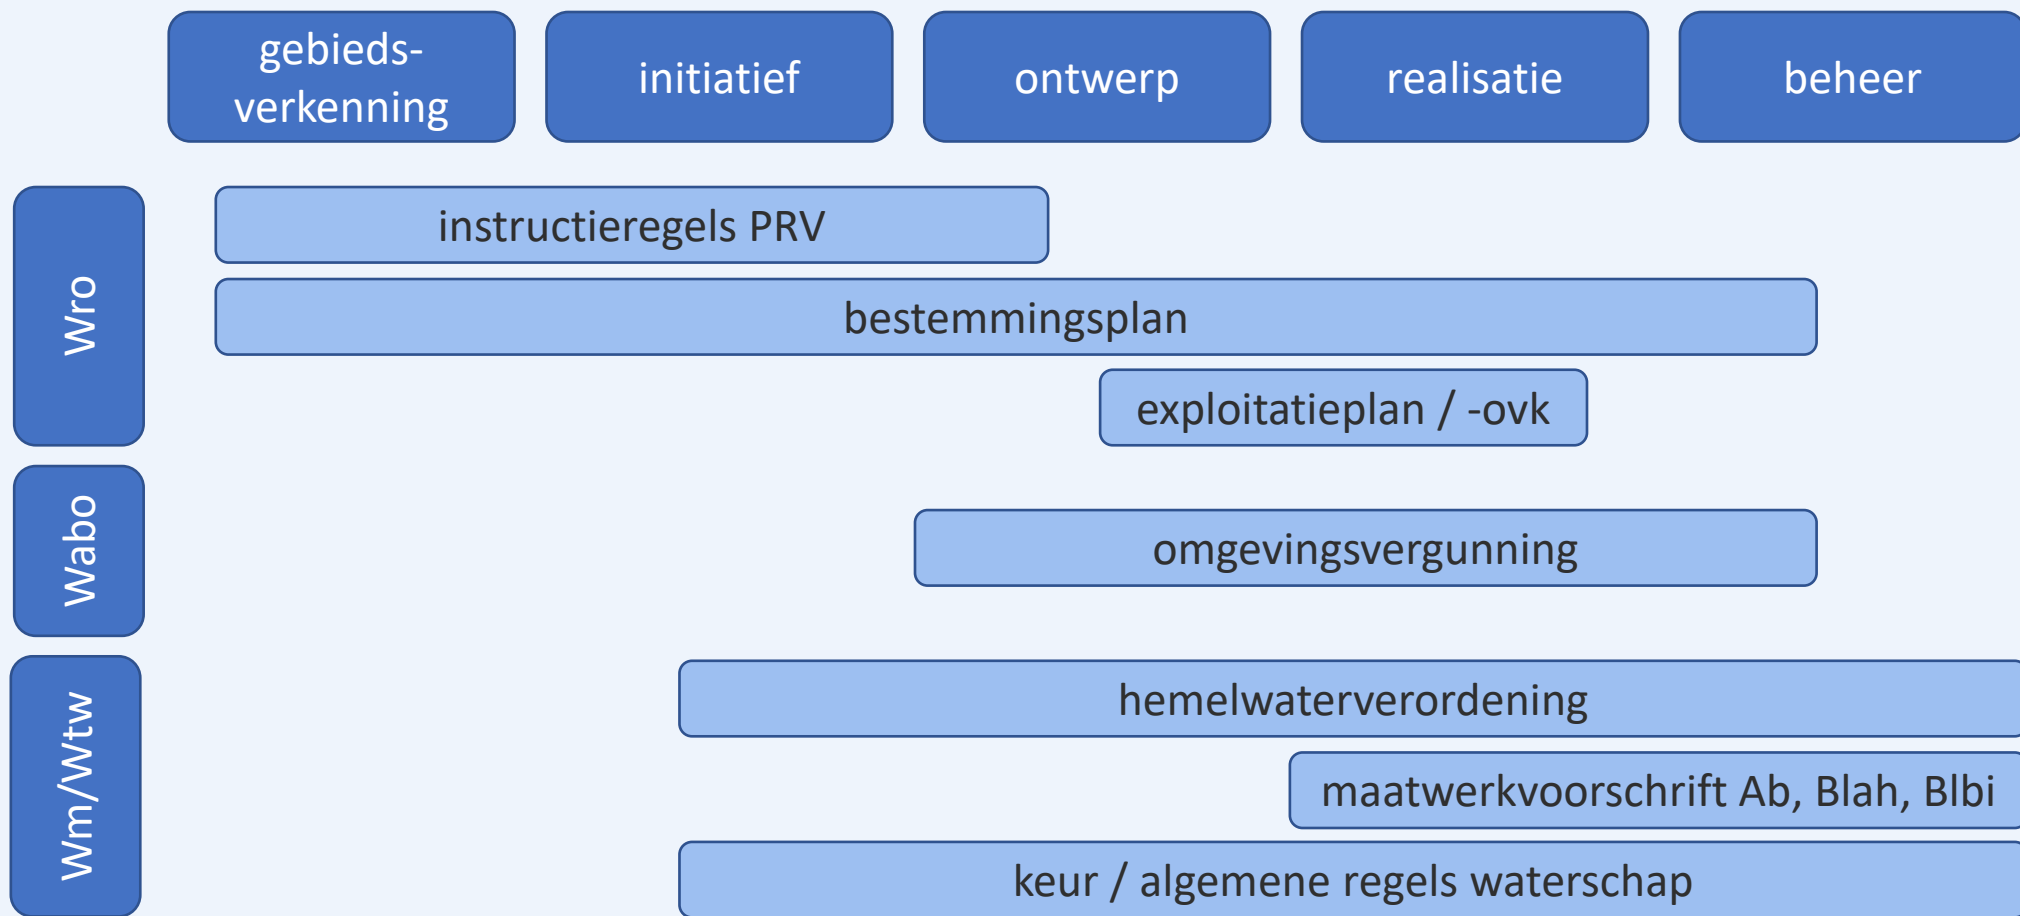 gebieds-
verkenning
initiatief
ontwerp
realisatie
beheer
Wro
instructieregels PRV
bestemmingsplan
exploitatieplan / -ovk
Wabo
omgevingsvergunning
Wm/Wtw
hemelwaterverordening
maatwerkvoorschrift Ab, Blah, Blbi
keur / algemene regels waterschap